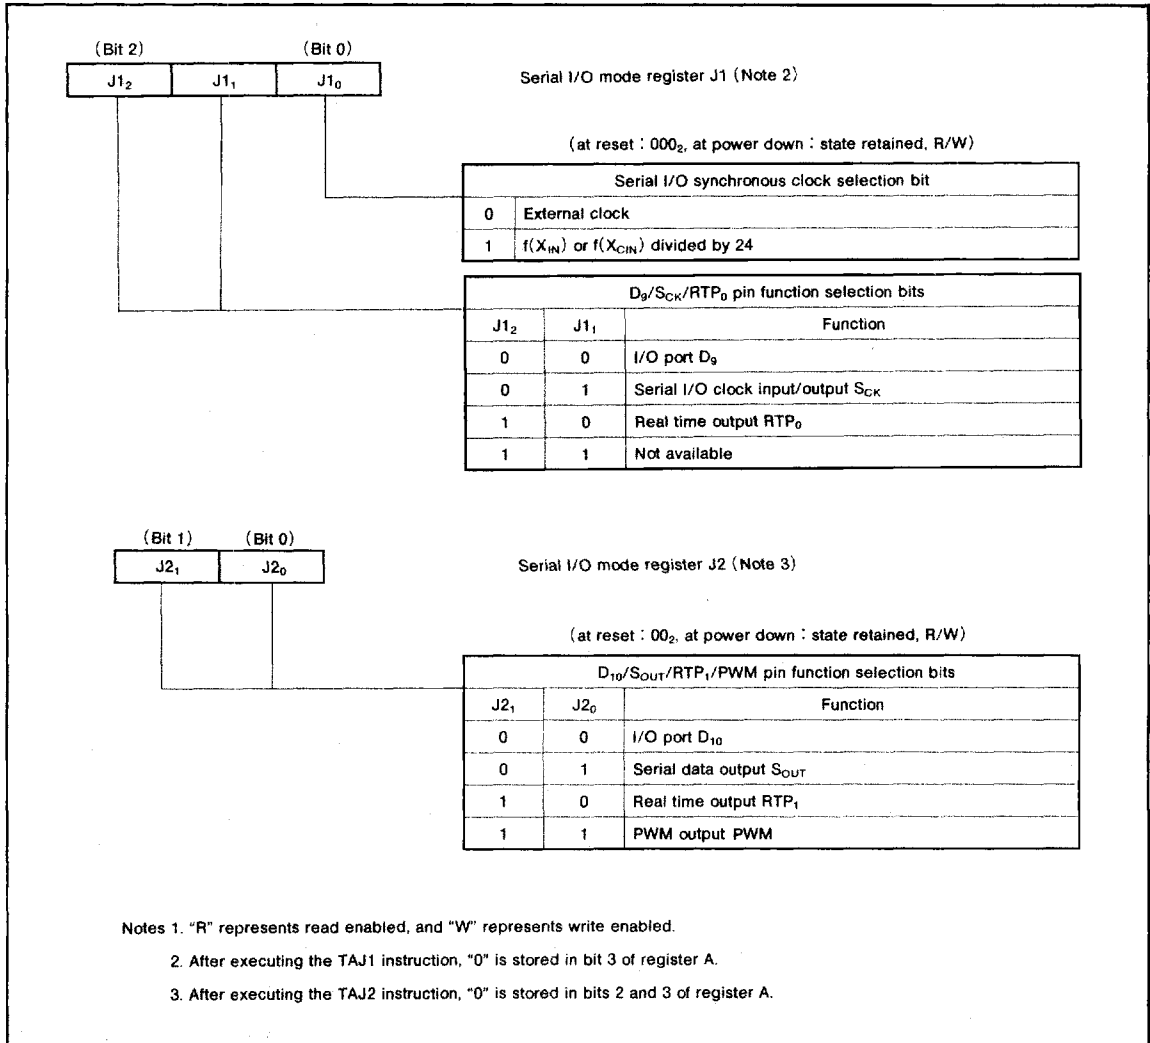 (Bit 2) (Bit 0)
J1₂ J1₁ J1₀ Serial I/O mode register J1 (Note 2)
(at reset : 000₂, at power down : state retained, R/W)
Serial I/O synchronous clock selection bit
0 External clock
1 f(X_IN) or f(X_CIN) divided by 24
D₉/S_CK/RTP₀ pin function selection bits
J1₂ J1₁ Function
0 0 I/O port D₉
0 1 Serial I/O clock input/output S_CK
1 0 Real time output RTP₀
1 1 Not available
(Bit 1) (Bit 0)
J2₁ J2₀ Serial I/O mode register J2 (Note 3)
(at reset : 00₂, at power down : state retained, R/W)
D₁₀/S_OUT/RTP₁/PWM pin function selection bits
J2₁ J2₀ Function
0 0 I/O port D₁₀
0 1 Serial data output S_OUT
1 0 Real time output RTP₁
1 1 PWM output PWM
Notes 1. "R" represents read enabled, and "W" represents write enabled.
2. After executing the TAJ1 instruction, "0" is stored in bit 3 of register A.
3. After executing the TAJ2 instruction, "0" is stored in bits 2 and 3 of register A.